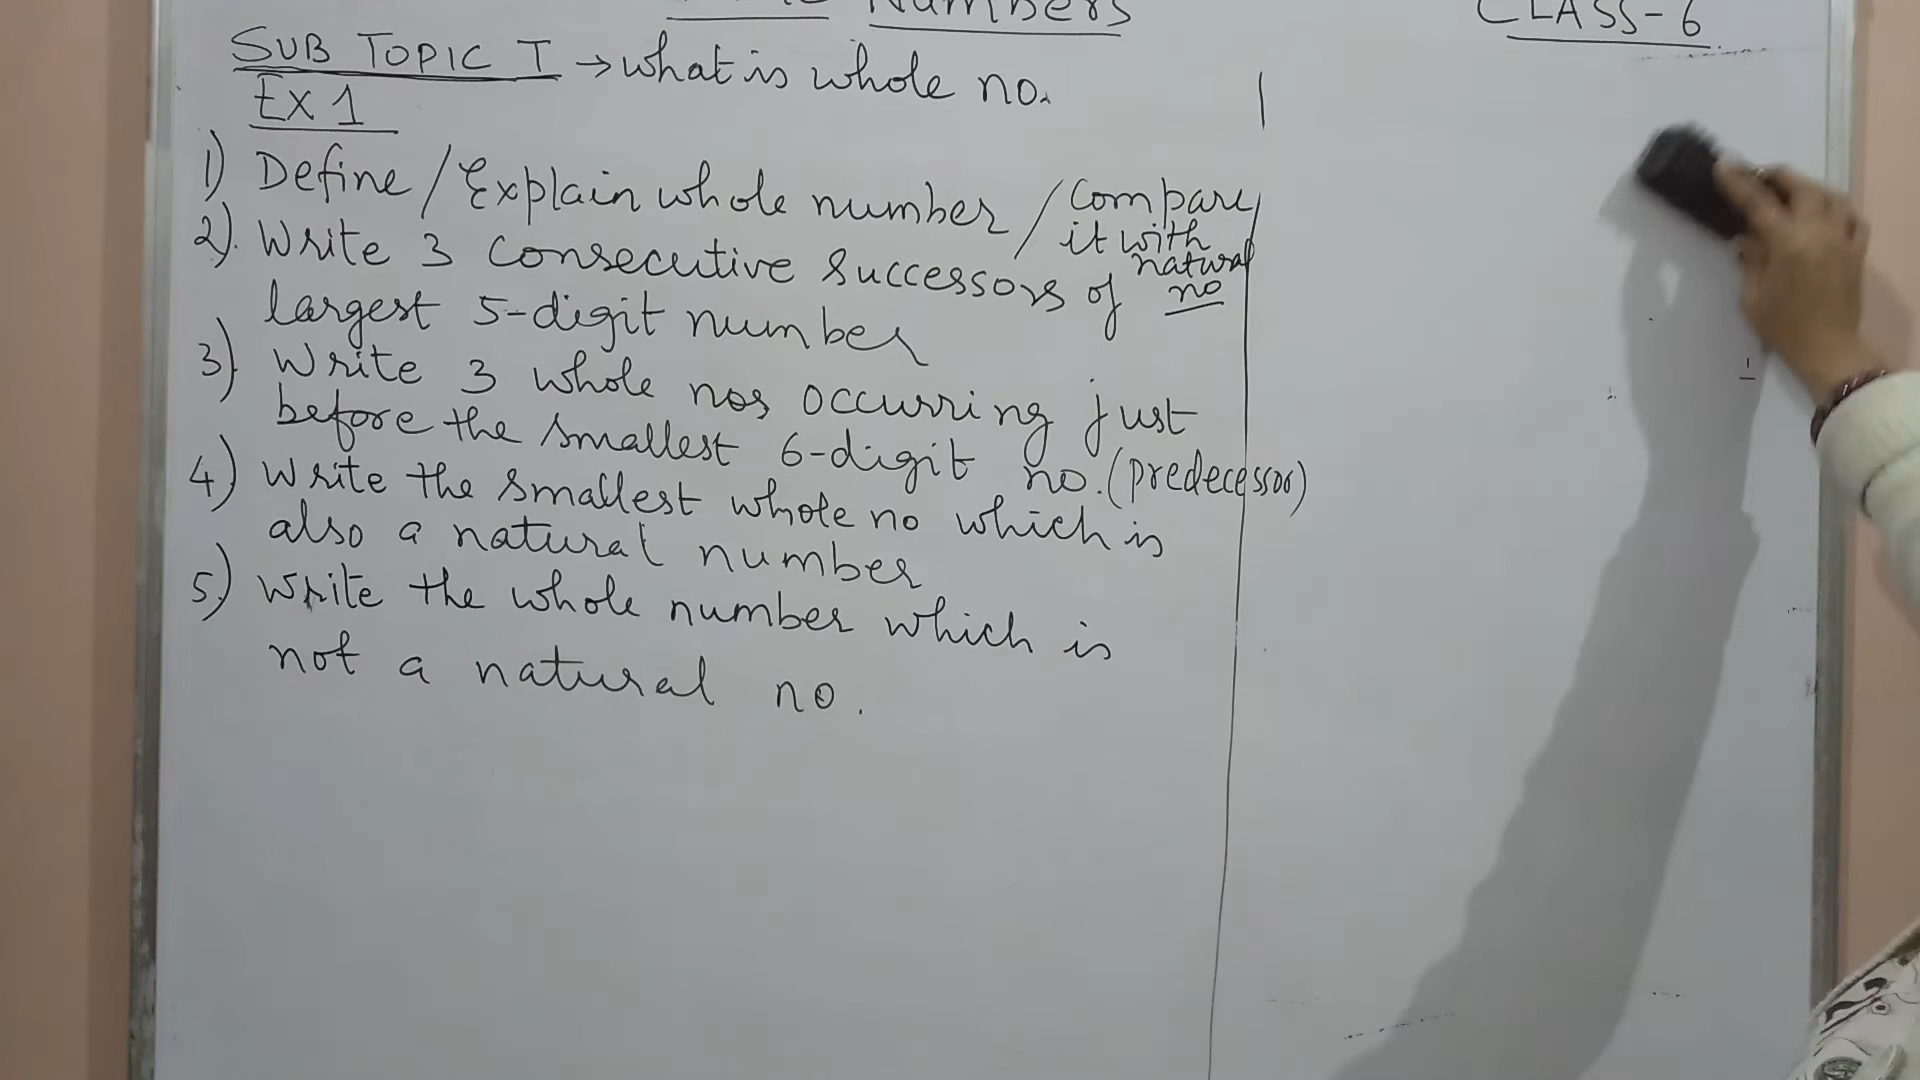 Numbers
CLASS-6
SUB TOPIC I → what is whole no.
Ex 1
1) Define / Explain whole number / compare it with natural no
2). Write 3 consecutive successors of
largest 5-digit number
3) Write 3 whole nos occurring just
before the smallest 6-digit no. (predecessor)
4) Write the smallest whole no which is
also a natural number
5) Write the whole number which is
not a natural no.